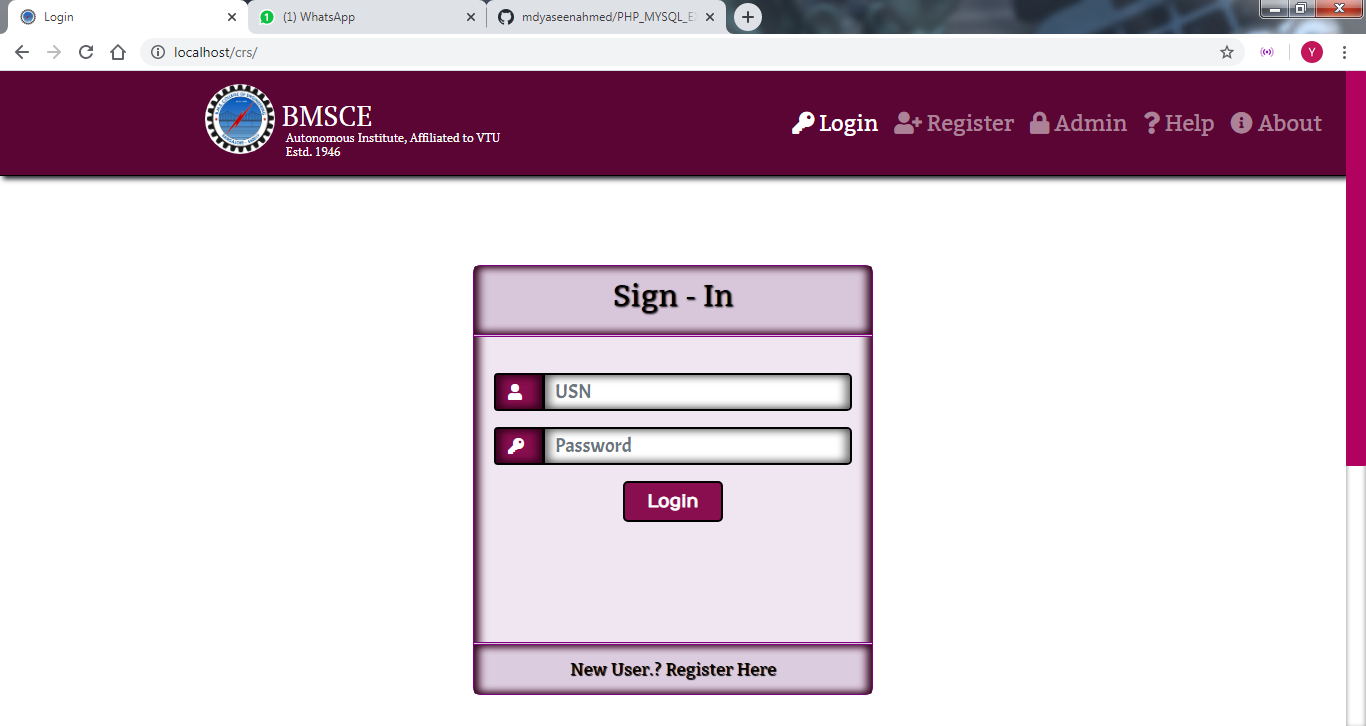 Login
(1) WhatsApp
mdyaseenahmed/PHP_MYSQL_E
localhost/crs/
Y
BMSCE
Autonomous Institute, Affiliated to VTU
Estd. 1946
Login Register Admin Help About
Sign - In
USN
Password
Login
New User.? Register Here